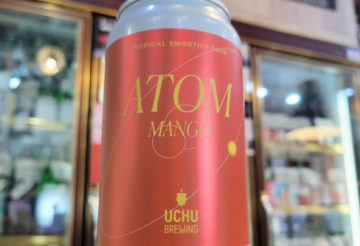 TROPICAL SMOOTHIE SOUR
ATOM
MANGO
UCHU
BREWING